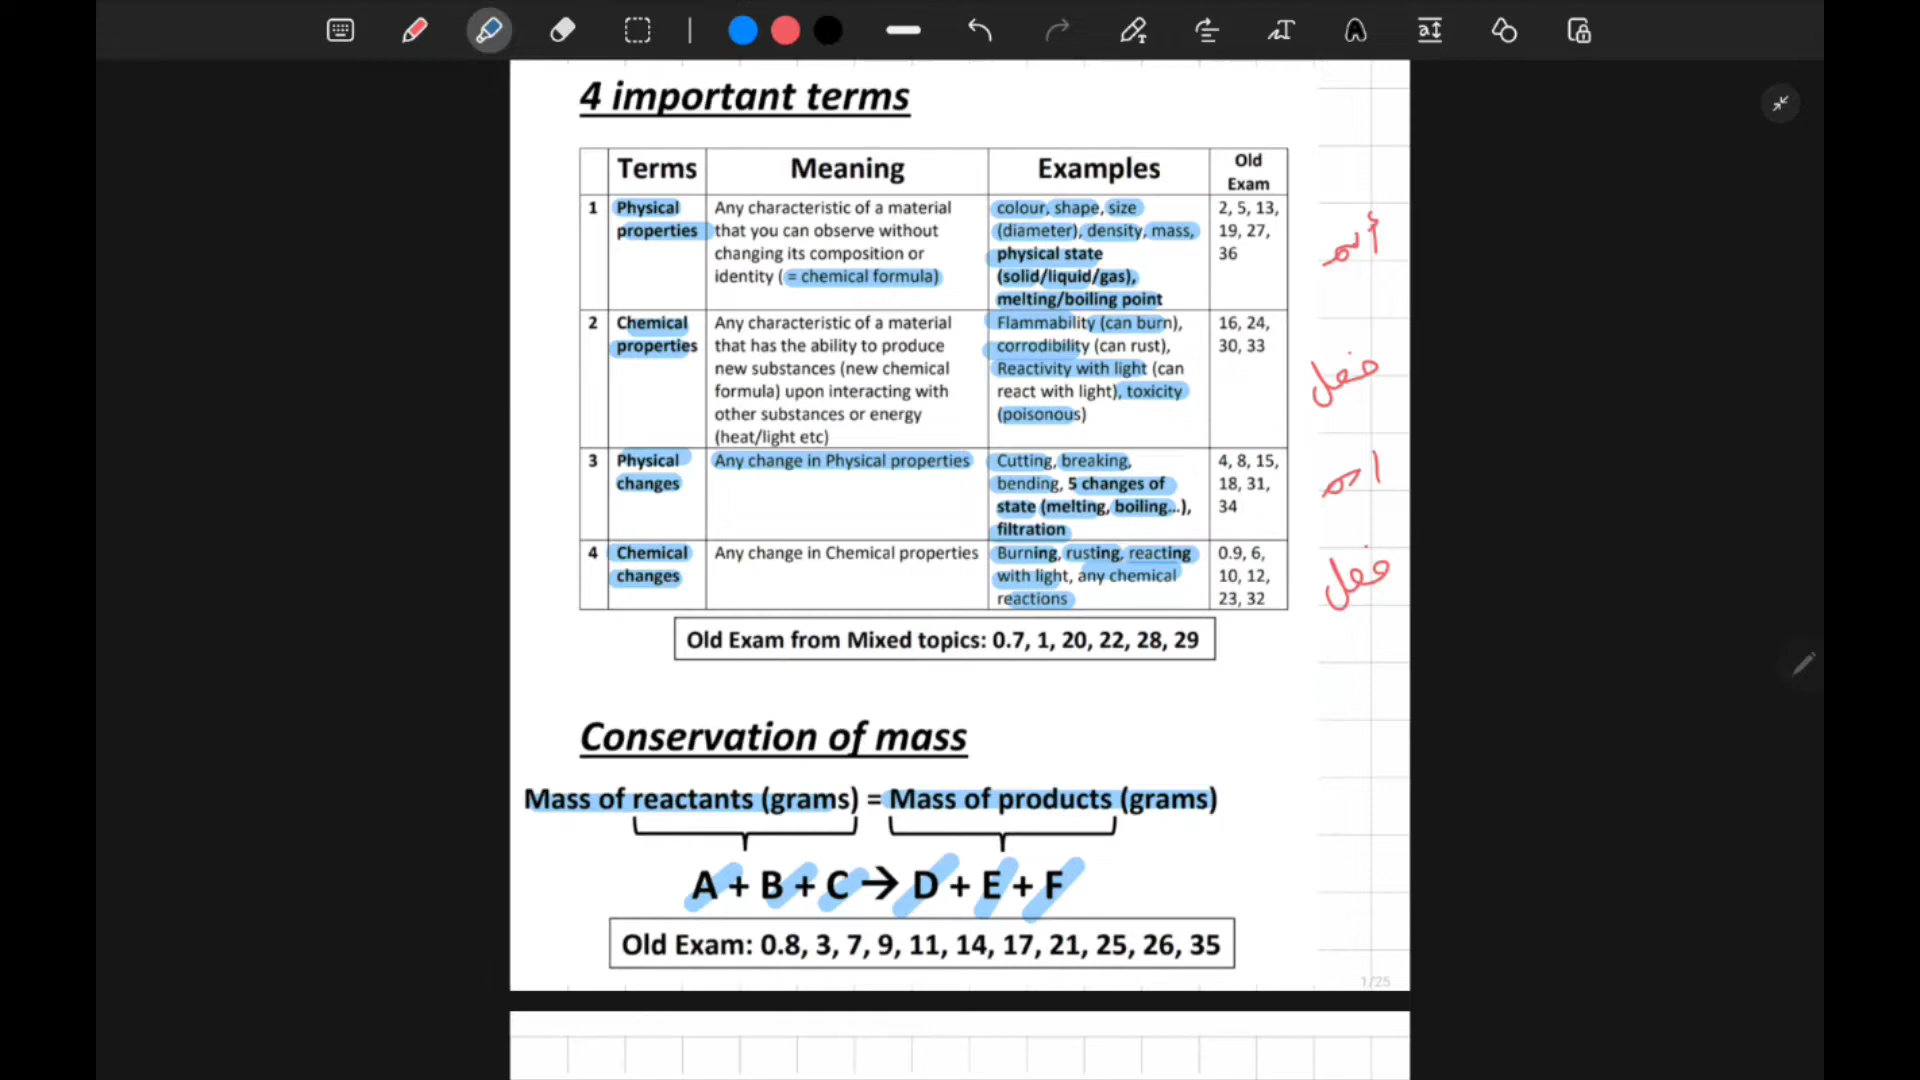 4 important terms
Terms Meaning Examples Old Exam
1 Physical properties
Any characteristic of a material
that you can observe without
changing its composition or
identity (= chemical formula)
colour, shape, size
(diameter), density, mass,
physical state
(solid/liquid/gas),
melting/boiling point
2, 5, 13,
19, 27,
36
اسم
2 Chemical properties
Any characteristic of a material
that has the ability to produce
new substances (new chemical
formula) upon interacting with
other substances or energy
(heat/light etc)
Flammability (can burn),
corrodibility (can rust),
Reactivity with light (can
react with light), toxicity
(poisonous)
16, 24,
30, 33
فعل
3 Physical changes
Any change in Physical properties
Cutting, breaking,
bending, 5 changes of
state (melting, boiling...),
filtration
4, 8, 15,
18, 31,
34
اسم
4 Chemical changes
Any change in Chemical properties
Burning, rusting, reacting
with light, any chemical
reactions
0.9, 6,
10, 12,
23, 32
فعل
Old Exam from Mixed topics: 0.7, 1, 20, 22, 28, 29
Conservation of mass
Mass of reactants (grams) = Mass of products (grams)
A + B + C → D + E + F
Old Exam: 0.8, 3, 7, 9, 11, 14, 17, 21, 25, 26, 35
1/25